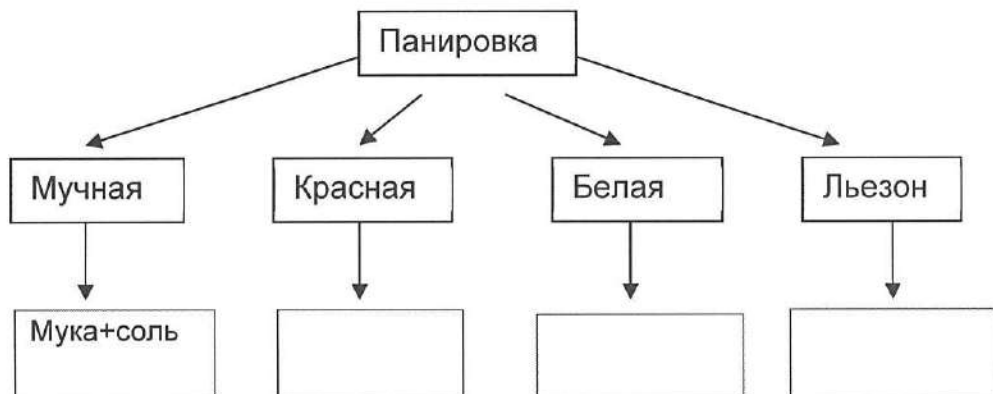 Панировка
Мучная
Красная
Белая
Льезон
Мука+соль